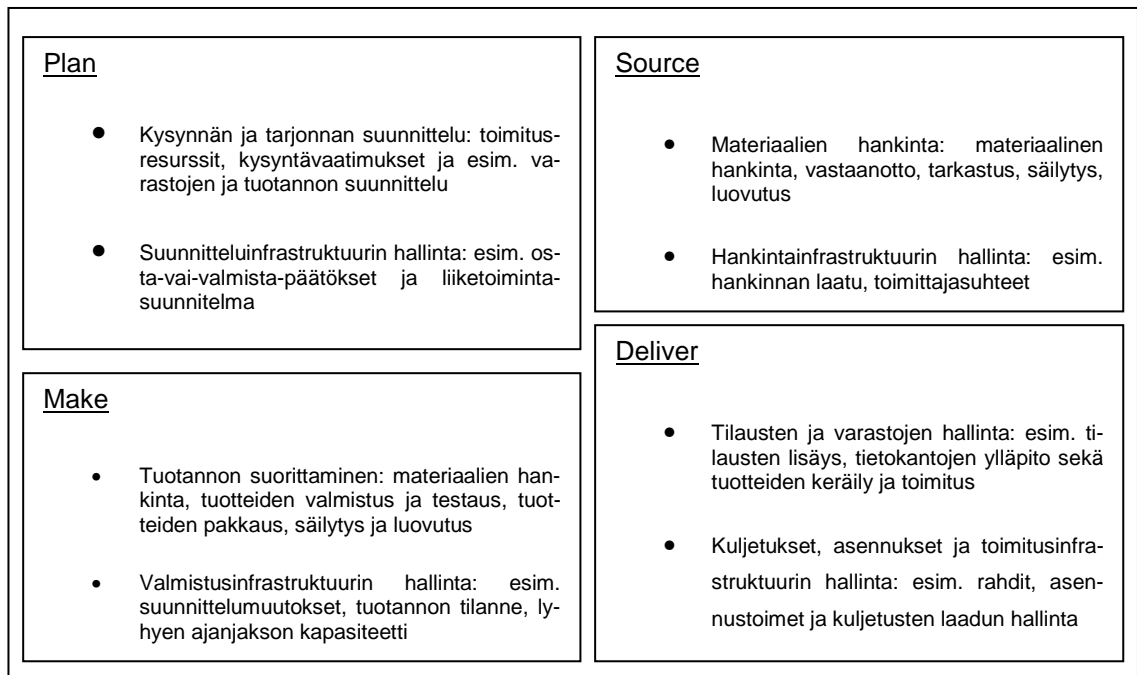 Plan
● Kysynnän ja tarjonnan suunnittelu: toimitus-
resurssit, kysyntävaatimukset ja esim. va-
rastojen ja tuotannon suunnittelu
● Suunnitteluinfrastruktuurin hallinta: esim. os-
ta-vai-valmista-päätökset ja liiketoiminta-
suunnitelma
Source
● Materiaalien hankinta: materiaalinen
hankinta, vastaanotto, tarkastus, säilytys,
luovutus
● Hankintainfrastruktuurin hallinta: esim.
hankinnan laatu, toimittajasuhteet
Make
• Tuotannon suorittaminen: materiaalien han-
kinta, tuotteiden valmistus ja testaus, tuot-
teiden pakkaus, säilytys ja luovutus
• Valmistusinfrastruktuurin hallinta: esim.
suunnittelumuutokset, tuotannon tilanne, ly-
hyen ajanjakson kapasiteetti
Deliver
● Tilausten ja varastojen hallinta: esim. ti-
lausten lisäys, tietokantojen ylläpito sekä
tuotteiden keräily ja toimitus
● Kuljetukset, asennukset ja toimitusinfra-
struktuurin hallinta: esim. rahdit, asen-
nustoimet ja kuljetusten laadun hallinta